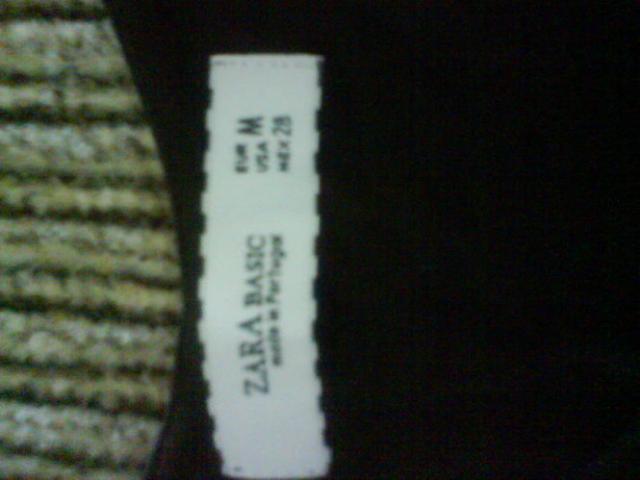 ZARA BASIC
made in Portugal
EUR M
USA M
MEX 28